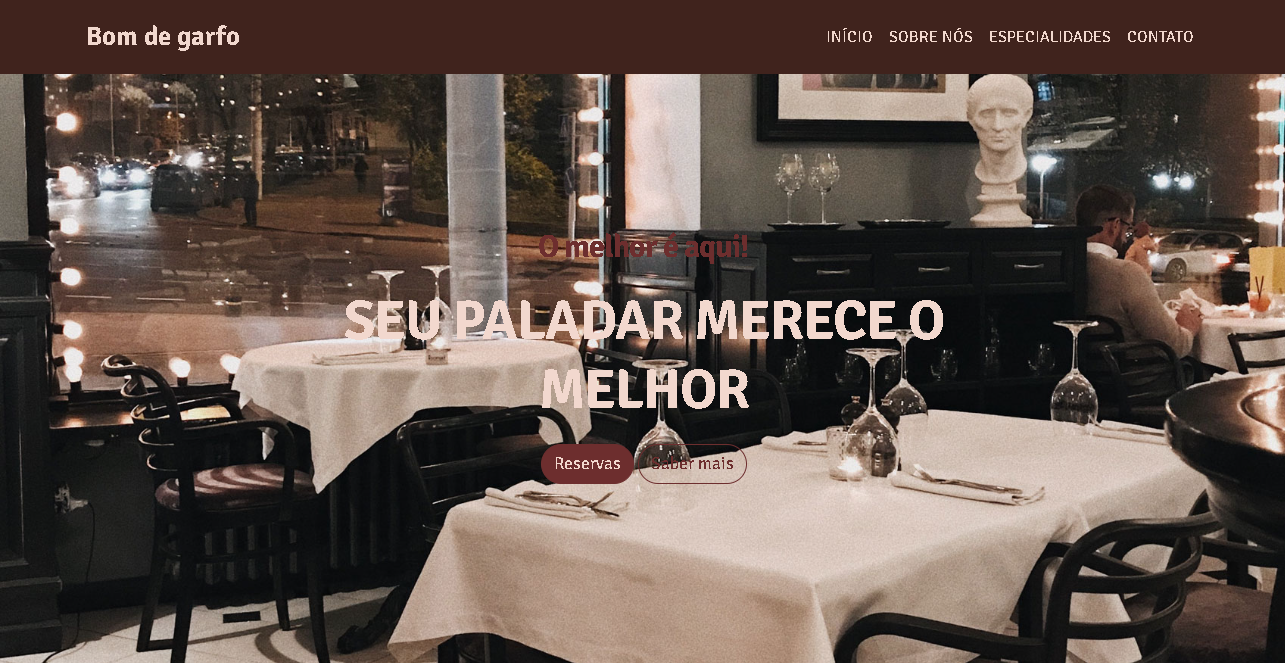 Bom de garfo
INÍCIO SOBRE NÓS ESPECIALIDADES CONTATO
O melhor é aqui!
SEU PALADAR MERECE O
MELHOR
Reservas Saber mais